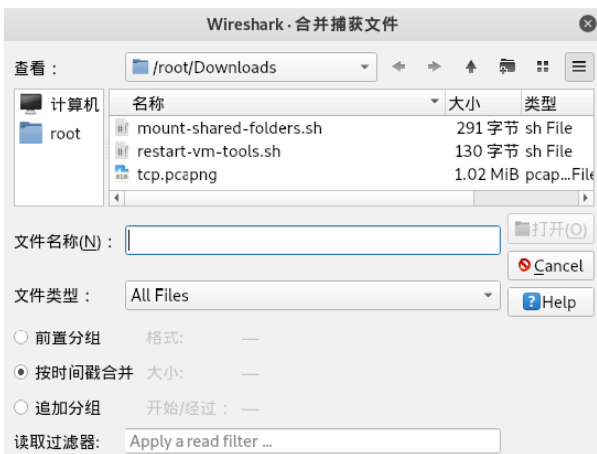 Wireshark · 合并捕获文件
查看： /root/Downloads
计算机
root
名称 大小 类型
mount-shared-folders.sh 291 字节 sh File
restart-vm-tools.sh 130 字节 sh File
tcp.pcapng 1.02 MiB pcap...File
文件名称(N)： 打开(O)
Cancel
文件类型： All Files Help
前置分组 格式: —
按时间戳合并 大小: —
追加分组 开始/经过： —
读取过滤器: Apply a read filter ...